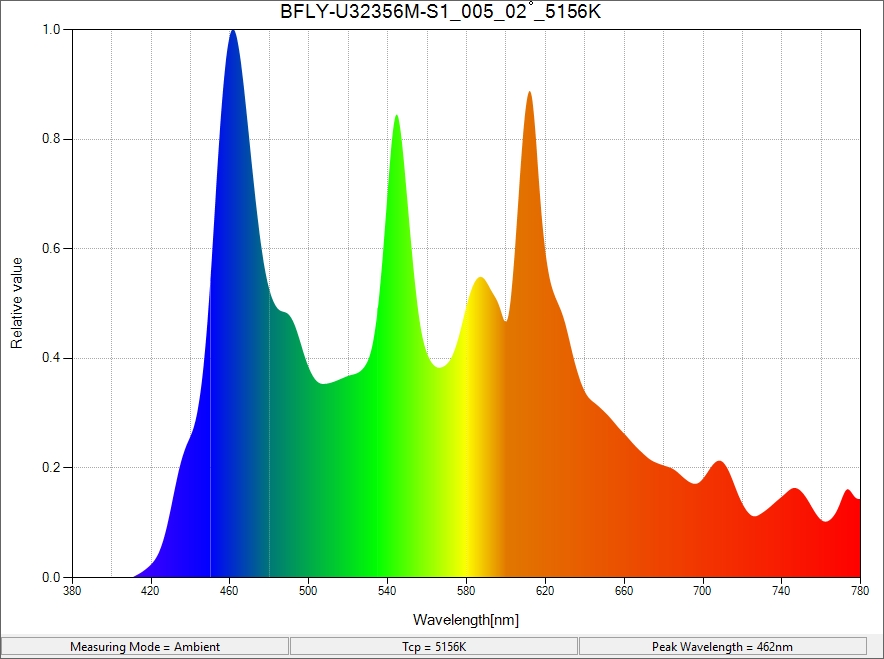 BFLY-U32356M-S1_005_02˚_5156K
1.0
0.8
0.6
0.4
0.2
0.0
Relative value
380 420 460 500 540 580 620 660 700 740 780
Wavelength[nm]
Measuring Mode = Ambient Tcp = 5156K Peak Wavelength = 462nm